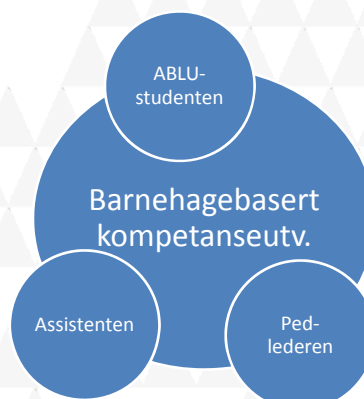 ABLU-
studenten
Barnehagebasert
kompetanseutv.
Assistenten
Ped-
lederen